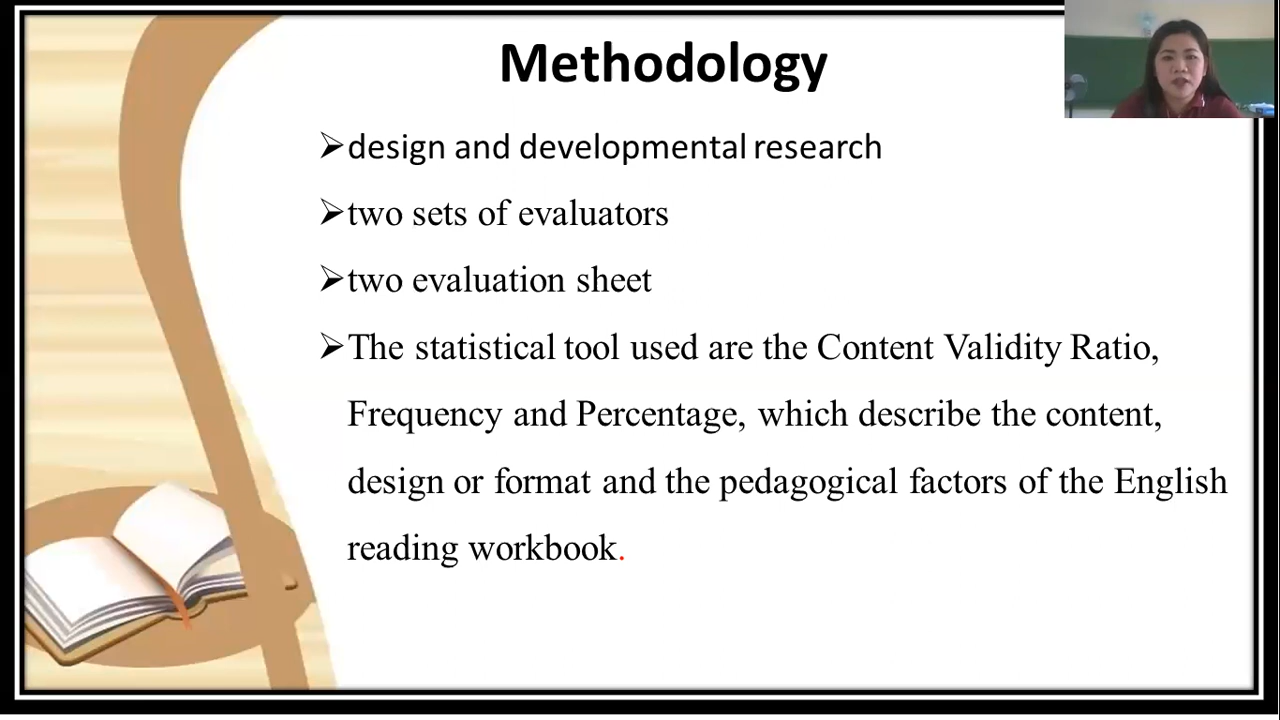 Methodology
➢design and developmental research
➢two sets of evaluators
➢two evaluation sheet
➢The statistical tool used are the Content Validity Ratio,
Frequency and Percentage, which describe the content,
design or format and the pedagogical factors of the English
reading workbook.